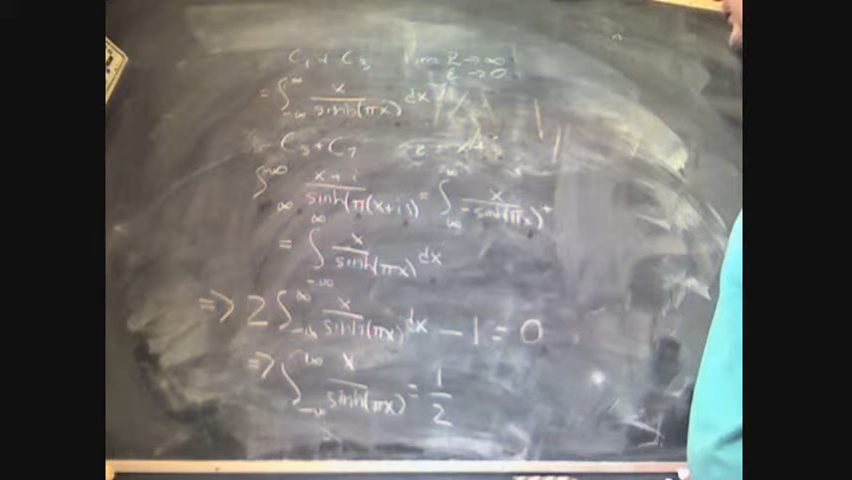 C₁ + C₃ lim R→∞ ε→0
= ∫_{-∞}^{∞} x/sinh(πx) dx
C₅ + C₇
∫ (x+i)/sinh(π(x+i)) = ∫ x/-sinh(πx) +
= ∫_{-∞}^{∞} x/sinh(πx) dx
=> 2 ∫_{-∞}^{∞} x/sinh(πx) dx - 1 = 0
=> ∫_{-∞}^{∞} x/sinh(πx) = 1/2